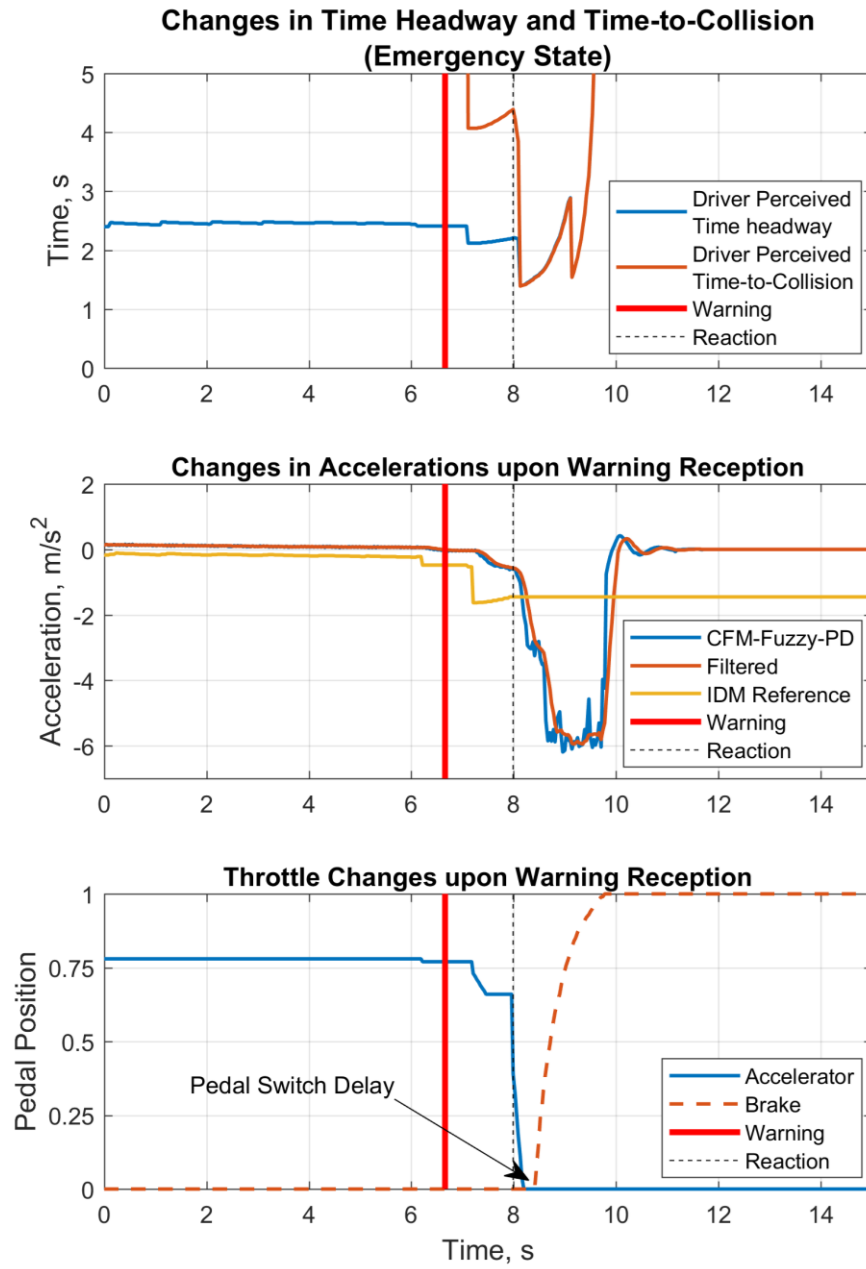 Changes in Time Headway and Time-to-Collision
(Emergency State)
5
4
3
2
1
0
Time, s
Driver Perceived
Time headway
Driver Perceived
Time-to-Collision
Warning
Reaction
0 2 4 6 8 10 12 14
Changes in Accelerations upon Warning Reception
2
0
-2
-4
-6
Acceleration, m/s²
CFM-Fuzzy-PD
Filtered
IDM Reference
Warning
Reaction
0 2 4 6 8 10 12 14
Throttle Changes upon Warning Reception
1
0.75
0.5
0.25
0
Pedal Position
Pedal Switch Delay
Accelerator
Brake
Warning
Reaction
0 2 4 6 8 10 12 14
Time, s